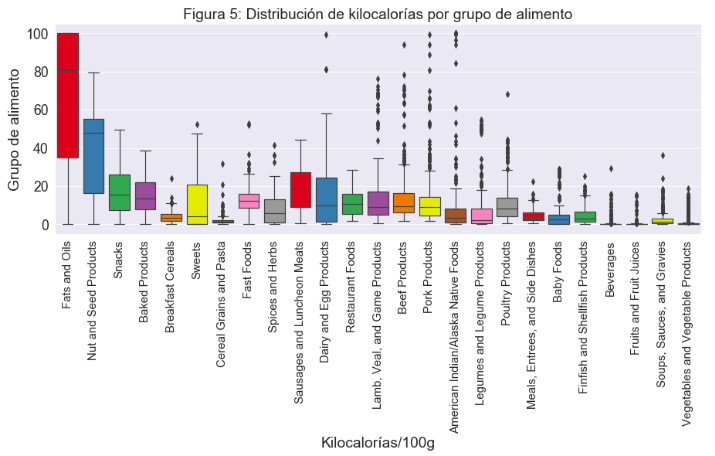 Figura 5: Distribución de kilocalorías por grupo de alimento
Grupo de alimento
100
80
60
40
20
0
Fats and Oils
Nut and Seed Products
Snacks
Baked Products
Breakfast Cereals
Sweets
Cereal Grains and Pasta
Fast Foods
Spices and Herbs
Sausages and Luncheon Meats
Dairy and Egg Products
Restaurant Foods
Lamb, Veal, and Game Products
Beef Products
Pork Products
American Indian/Alaska Native Foods
Legumes and Legume Products
Poultry Products
Meals, Entrees, and Side Dishes
Baby Foods
Finfish and Shellfish Products
Beverages
Fruits and Fruit Juices
Soups, Sauces, and Gravies
Vegetables and Vegetable Products
Kilocalorías/100g